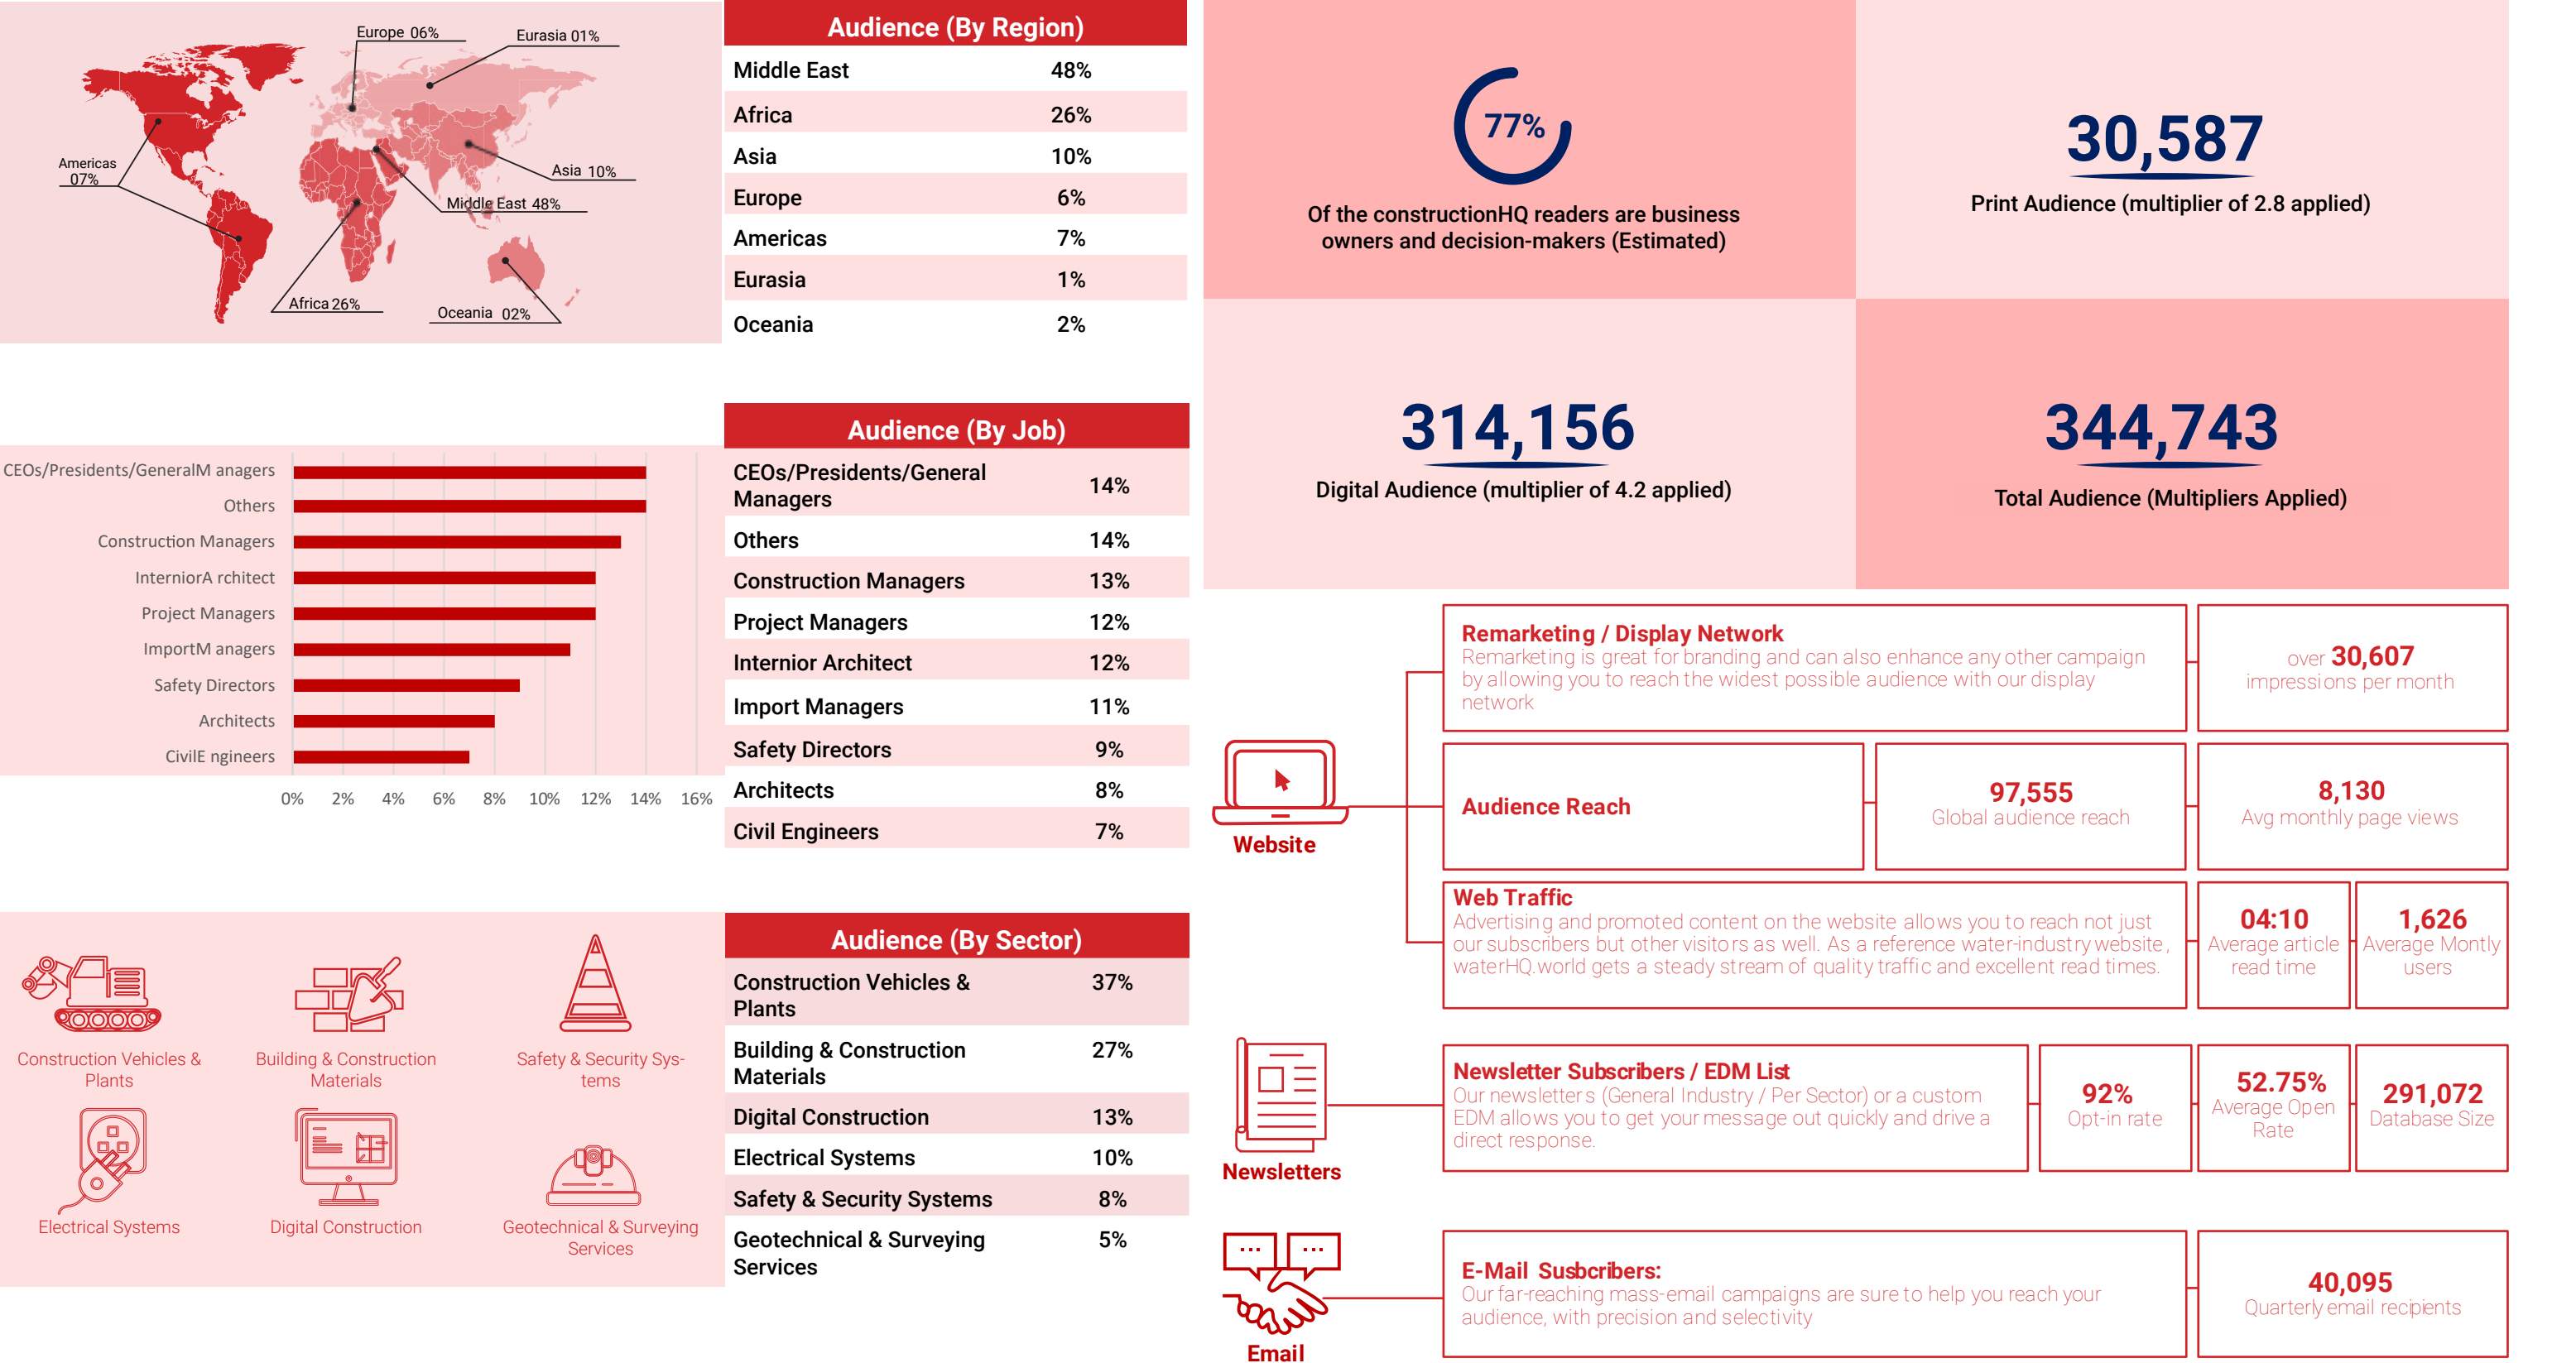 Europe 06%
Eurasia 01%
Americas
07%
Asia 10%
Middle East 48%
Africa 26%
Oceania 02%
Audience (By Region)
Middle East 48%
Africa 26%
Asia 10%
Europe 6%
Americas 7%
Eurasia 1%
Oceania 2%
CEOs/Presidents/GeneralM anagers
Others
Construction Managers
InterniorA rchitect
Project Managers
ImportM anagers
Safety Directors
Architects
CivilE ngineers
0% 2% 4% 6% 8% 10% 12% 14% 16%
Audience (By Job)
CEOs/Presidents/General
Managers 14%
Others 14%
Construction Managers 13%
Project Managers 12%
Internior Architect 12%
Import Managers 11%
Safety Directors 9%
Architects 8%
Civil Engineers 7%
Construction Vehicles &
Plants
Building & Construction
Materials
Safety & Security Sys-
tems
Electrical Systems
Digital Construction
Geotechnical & Surveying
Services
Audience (By Sector)
Construction Vehicles & 37%
Plants
Building & Construction 27%
Materials
Digital Construction 13%
Electrical Systems 10%
Safety & Security Systems 8%
Geotechnical & Surveying 5%
Services
77%
Of the constructionHQ readers are business
owners and decision-makers (Estimated)
30,587
Print Audience (multiplier of 2.8 applied)
314,156
Digital Audience (multiplier of 4.2 applied)
344,743
Total Audience (Multipliers Applied)
Website
Remarketing / Display Network
Remarketing is great for branding and can also enhance any other campaign
by allowing you to reach the widest possible audience with our display
network
over 30,607
impressions per month
Audience Reach
97,555
Global audience reach
8,130
Avg monthly page views
Web Traffic
Advertising and promoted content on the website allows you to reach not just
our subscribers but other visitors as well. As a reference water-industry website,
waterHQ.world gets a steady stream of quality traffic and excellent read times.
04:10
Average article
read time
1,626
Average Montly
users
Newsletters
Newsletter Subscribers / EDM List
Our newsletters (General Industry / Per Sector) or a custom
EDM allows you to get your message out quickly and drive a
direct response.
92%
Opt-in rate
52.75%
Average Open
Rate
291,072
Database Size
Email
E-Mail Susbcribers:
Our far-reaching mass-email campaigns are sure to help you reach your
audience, with precision and selectivity
40,095
Quarterly email recipients